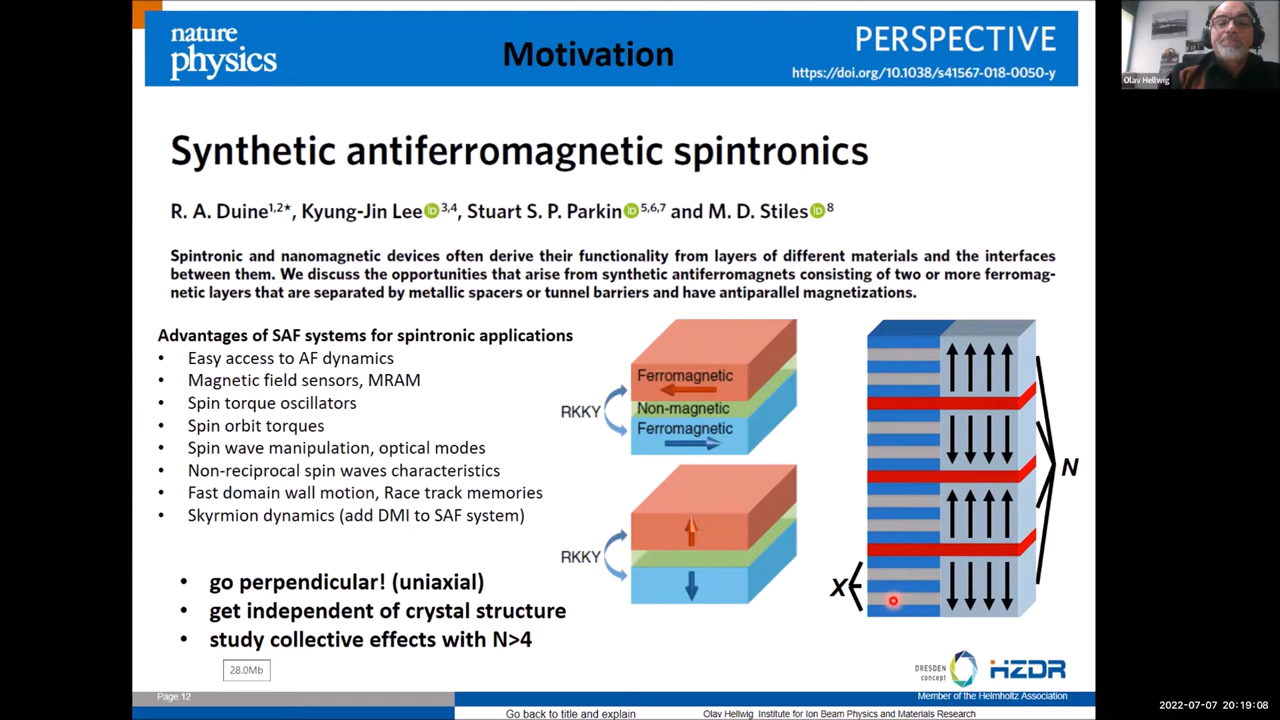 nature
physics
Motivation
PERSPECTIVE
https://doi.org/10.1038/s41567-018-0050-y
Olav Hellwig
Synthetic antiferromagnetic spintronics
R. A. Duine1,2*, Kyung-Jin Lee iD 3,4, Stuart S. P. Parkin iD 5,6,7 and M. D. Stiles iD 8
Spintronic and nanomagnetic devices often derive their functionality from layers of different materials and the interfaces
between them. We discuss the opportunities that arise from synthetic antiferromagnets consisting of two or more ferromag-
netic layers that are separated by metallic spacers or tunnel barriers and have antiparallel magnetizations.
Advantages of SAF systems for spintronic applications
• Easy access to AF dynamics
• Magnetic field sensors, MRAM
• Spin torque oscillators
• Spin orbit torques
• Spin wave manipulation, optical modes
• Non-reciprocal spin waves characteristics
• Fast domain wall motion, Race track memories
• Skyrmion dynamics (add DMI to SAF system)
• go perpendicular! (uniaxial)
• get independent of crystal structure
• study collective effects with N>4
28.0Mb
RKKY
Ferromagnetic
Non-magnetic
Ferromagnetic
RKKY
N
X
DRESDEN
concept
HZDR
Page 12
Member of the Helmholtz Association
Go back to title and explain
Olav Hellwig Institute for Ion Beam Physics and Materials Research
2022-07-07 20:19:08